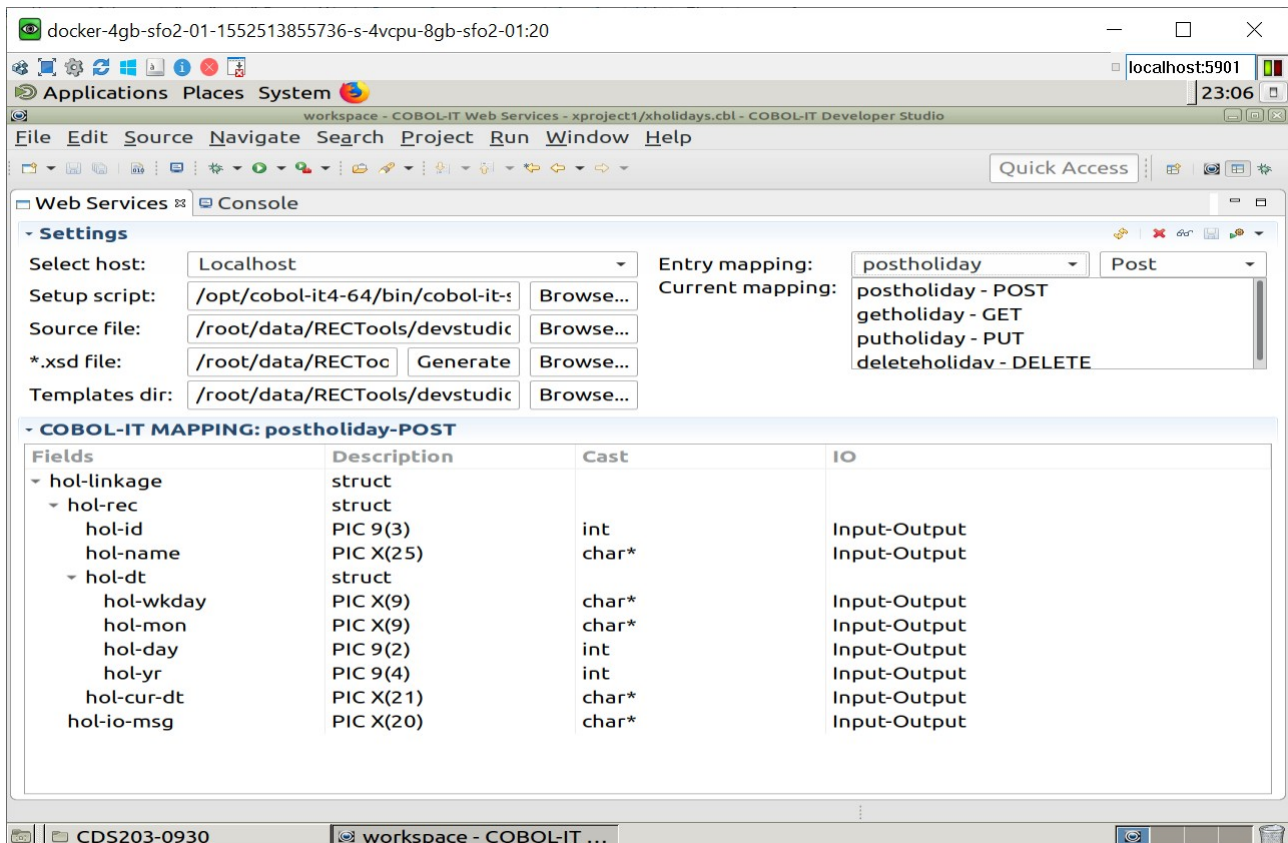 docker-4gb-sfo2-01-1552513855736-s-4vcpu-8gb-sfo2-01:20
localhost:5901
Applications Places System
23:06
workspace - COBOL-IT Web Services - xproject1/xholidays.cbl - COBOL-IT Developer Studio
File Edit Source Navigate Search Project Run Window Help
Quick Access
Web Services Console
Settings
Select host: Localhost Entry mapping: postholiday Post
Setup script: /opt/cobol-it4-64/bin/cobol-it-s Browse... Current mapping: postholiday - POST
getholiday - GET
Source file: /root/data/RECTools/devstudic Browse... putholiday - PUT
*.xsd file: /root/data/RECToc Generate Browse... deleteholiday - DELETE
Templates dir: /root/data/RECTools/devstudic Browse...
COBOL-IT MAPPING: postholiday-POST
Fields Description Cast IO
hol-linkage struct
hol-rec struct
hol-id PIC 9(3) int Input-Output
hol-name PIC X(25) char* Input-Output
hol-dt struct
hol-wkday PIC X(9) char* Input-Output
hol-mon PIC X(9) char* Input-Output
hol-day PIC 9(2) int Input-Output
hol-yr PIC 9(4) int Input-Output
hol-cur-dt PIC X(21) char* Input-Output
hol-io-msg PIC X(20) char* Input-Output
CDS203-0930 workspace - COBOL-IT ...